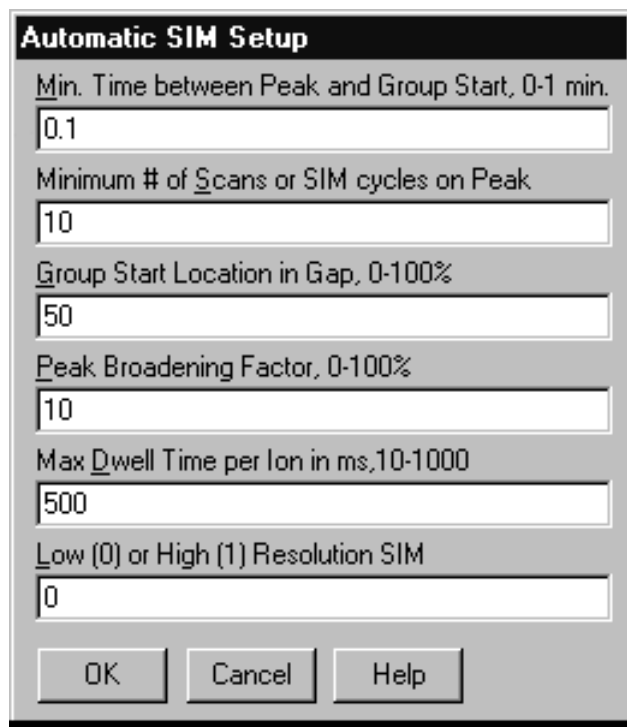 Automatic SIM Setup
Min. Time between Peak and Group Start, 0-1 min.
0.1
Minimum # of Scans or SIM cycles on Peak
10
Group Start Location in Gap, 0-100%
50
Peak Broadening Factor, 0-100%
10
Max Dwell Time per Ion in ms,10-1000
500
Low (0) or High (1) Resolution SIM
0
OK Cancel Help